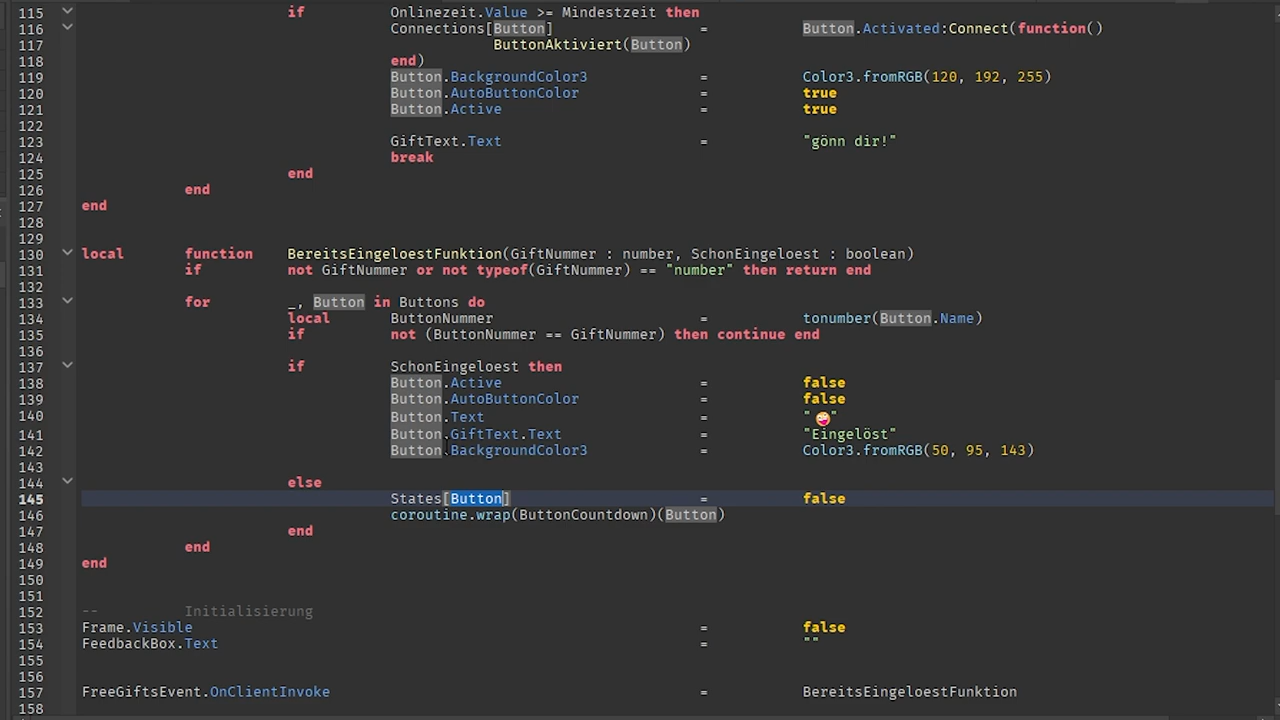 115 if Onlinezeit.Value >= Mindestzeit then
116 Connections[Button] = Button.Activated:Connect(function()
117 ButtonAktiviert(Button)
118 end)
119 Button.BackgroundColor3 = Color3.fromRGB(120, 192, 255)
120 Button.AutoButtonColor = true
121 Button.Active = true
122
123 GiftText.Text = "gönn dir!"
124 break
125 end
126 end
127 end
128
129
130 local function BereitsEingeloestFunktion(GiftNummer : number, SchonEingeloest : boolean)
131 if not GiftNummer or not typeof(GiftNummer) == "number" then return end
132
133 for _, Button in Buttons do
134 local ButtonNummer = tonumber(Button.Name)
135 if not (ButtonNummer == GiftNummer) then continue end
136
137 if SchonEingeloest then
138 Button.Active = false
139 Button.AutoButtonColor = false
140 Button.Text = "🤪"
141 Button.GiftText.Text = "Eingelöst"
142 Button.BackgroundColor3 = Color3.fromRGB(50, 95, 143)
143
144 else
145 States[Button] = false
146 coroutine.wrap(ButtonCountdown)(Button)
147 end
148 end
149 end
150
151
152 -- Initialisierung
153 Frame.Visible = false
154 FeedbackBox.Text = ""
155
156
157 FreeGiftsEvent.OnClientInvoke = BereitsEingeloestFunktion
158